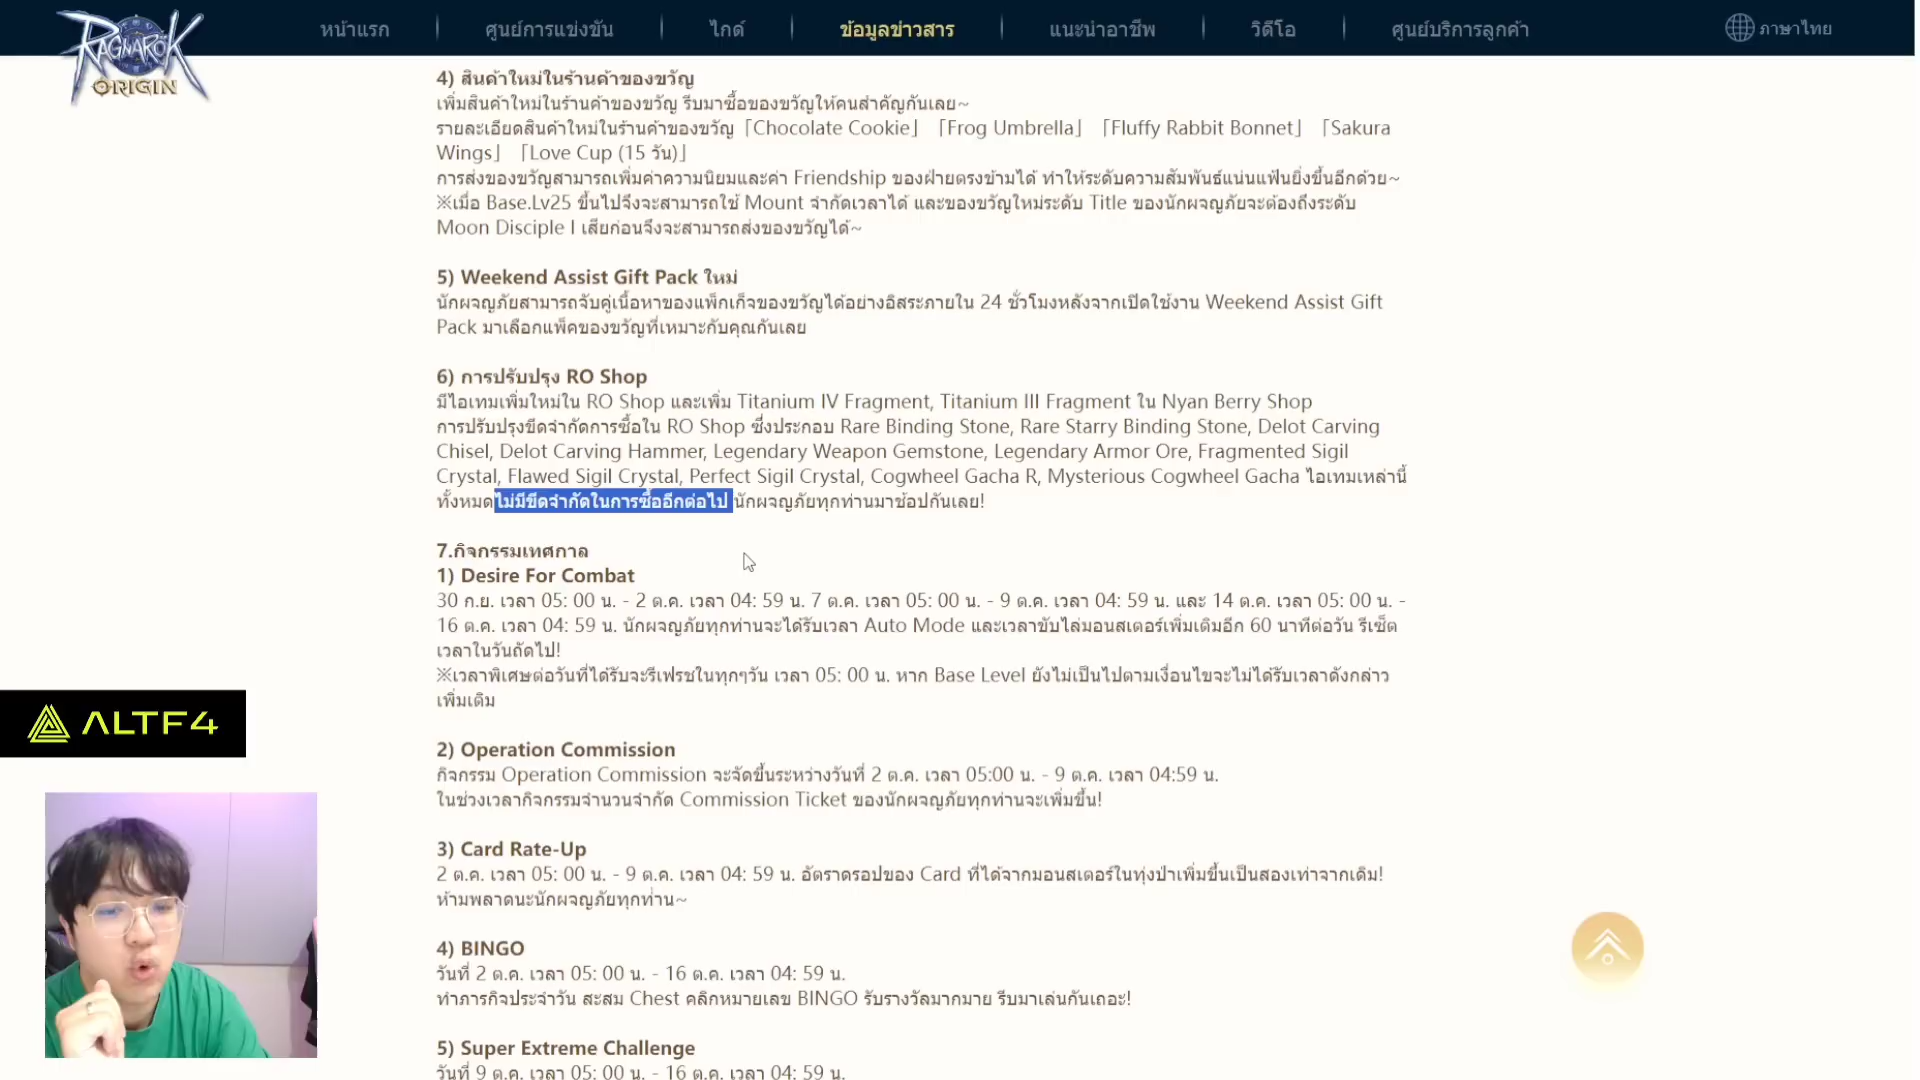 RAGNAROK
ORIGIN
หน้าแรก
ศูนย์การแข่งขัน
ไกด์
ข้อมูลข่าวสาร
แนะนำอาชีพ
วิดีโอ
ศูนย์บริการลูกค้า
ภาษาไทย
4) สินค้าใหม่ในร้านค้าของขวัญ
เพิ่มสินค้าใหม่ในร้านค้าของขวัญ รีบมาซื้อของขวัญให้คนสำคัญกันเลย~
รายละเอียดสินค้าใหม่ในร้านค้าของขวัญ「Chocolate Cookie」「Frog Umbrella」「Fluffy Rabbit Bonnet」「Sakura
Wings」「Love Cup (15 วัน)」
การส่งของขวัญสามารถเพิ่มค่าความนิยมและค่า Friendship ของฝ่ายตรงข้ามได้ ทำให้ระดับความสัมพันธ์แน่นแฟ้นยิ่งขึ้นอีกด้วย~
※เมื่อ Base.Lv25 ขึ้นไปจึงจะสามารถใช้ Mount จำกัดเวลาได้ และของขวัญใหม่ระดับ Title ของนักผจญภัยจะต้องถึงระดับ
Moon Disciple I เสียก่อนจึงจะสามารถส่งของขวัญได้~
5) Weekend Assist Gift Pack ใหม่
นักผจญภัยสามารถจับคู่เนื้อหาของแพ็กเก็จของขวัญได้อย่างอิสระภายใน 24 ชั่วโมงหลังจากเปิดใช้งาน Weekend Assist Gift
Pack มาเลือกแพ็คของขวัญที่เหมาะกับคุณกันเลย
6) การปรับปรุง RO Shop
มีไอเทมเพิ่มใหม่ใน RO Shop และเพิ่ม Titanium IV Fragment, Titanium III Fragment ใน Nyan Berry Shop
การปรับปรุงขีดจำกัดการซื้อใน RO Shop ซึ่งประกอบ Rare Binding Stone, Rare Starry Binding Stone, Delot Carving
Chisel, Delot Carving Hammer, Legendary Weapon Gemstone, Legendary Armor Ore, Fragmented Sigil
Crystal, Flawed Sigil Crystal, Perfect Sigil Crystal, Cogwheel Gacha R, Mysterious Cogwheel Gacha ไอเทมเหล่านี้
ทั้งหมดไม่มีขีดจำกัดในการซื้ออีกต่อไป นักผจญภัยทุกท่านมาช้อปกันเลย!
7.กิจกรรมเทศกาล
1) Desire For Combat
30 ก.ย. เวลา 05: 00 น. - 2 ต.ค. เวลา 04: 59 น. 7 ต.ค. เวลา 05: 00 น. - 9 ต.ค. เวลา 04: 59 น. และ 14 ต.ค. เวลา 05: 00 น. -
16 ต.ค. เวลา 04: 59 น. นักผจญภัยทุกท่านจะได้รับเวลา Auto Mode และเวลาขับไล่มอนสเตอร์เพิ่มเติมอีก 60 นาทีต่อวัน รีเซ็ต
เวลาในวันถัดไป!
※เวลาพิเศษต่อวันที่ได้รับจะรีเฟรชในทุกๆวัน เวลา 05: 00 น. หาก Base Level ยังไม่เป็นไปตามเงื่อนไขจะไม่ได้รับเวลาดังกล่าว
เพิ่มเติม
2) Operation Commission
กิจกรรม Operation Commission จะจัดขึ้นระหว่างวันที่ 2 ต.ค. เวลา 05:00 น. - 9 ต.ค. เวลา 04:59 น.
ในช่วงเวลากิจกรรมจำนวนจำกัด Commission Ticket ของนักผจญภัยทุกท่านจะเพิ่มขึ้น!
3) Card Rate-Up
2 ต.ค. เวลา 05: 00 น. - 9 ต.ค. เวลา 04: 59 น. อัตราดรอปของ Card ที่ได้จากมอนสเตอร์ในทุ่งป่าเพิ่มขึ้นเป็นสองเท่าจากเดิม!
ห้ามพลาดนะนักผจญภัยทุกท่าน~
4) BINGO
วันที่ 2 ต.ค. เวลา 05: 00 น. - 16 ต.ค. เวลา 04: 59 น.
ทำภารกิจประจำวัน สะสม Chest คลิกหมายเลข BINGO รับรางวัลมากมาย รีบมาเล่นกันเถอะ!
5) Super Extreme Challenge
วันที่ 9 ต.ค. เวลา 05: 00 น. - 16 ต.ค. เวลา 04: 59 น.
ALTF4